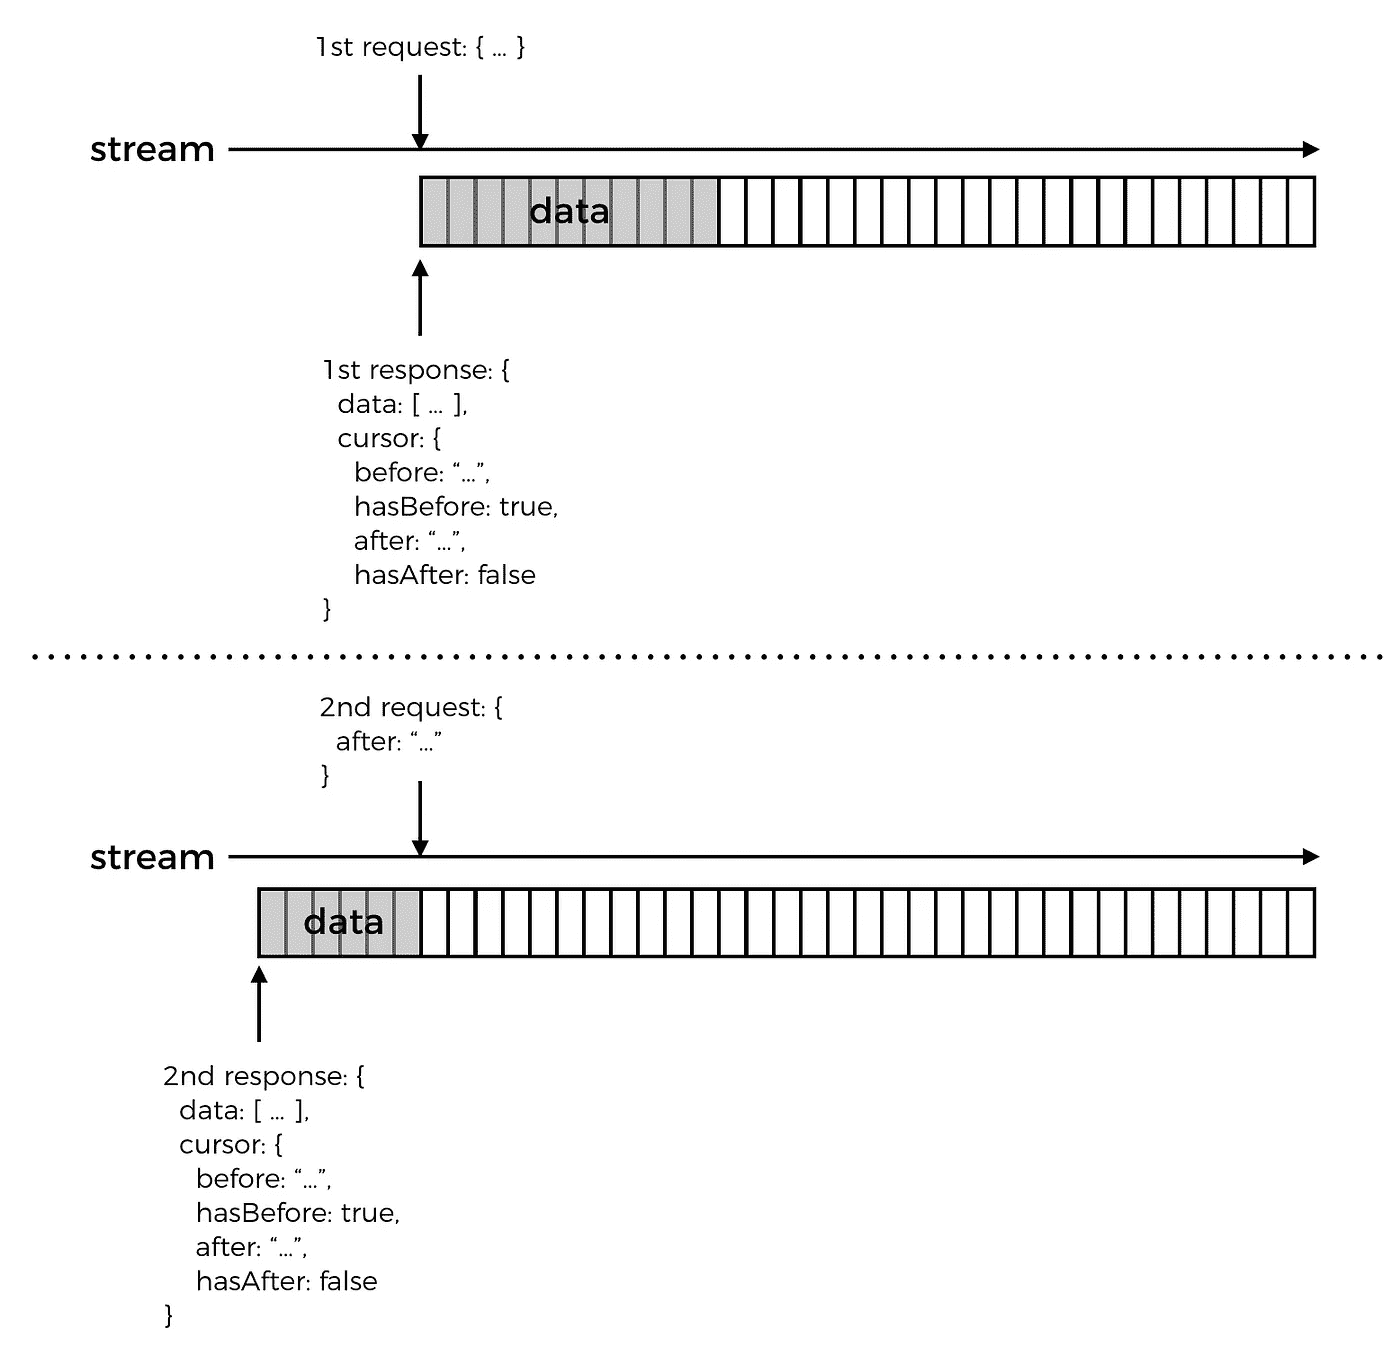 1st request: { ... }
stream
data
1st response: {
data: [ ... ],
cursor: {
before: “...”,
hasBefore: true,
after: “...”,
hasAfter: false
}
2nd request: {
after: “...”
}
stream
data
2nd response: {
data: [ ... ],
cursor: {
before: “...”,
hasBefore: true,
after: “...”,
hasAfter: false
}